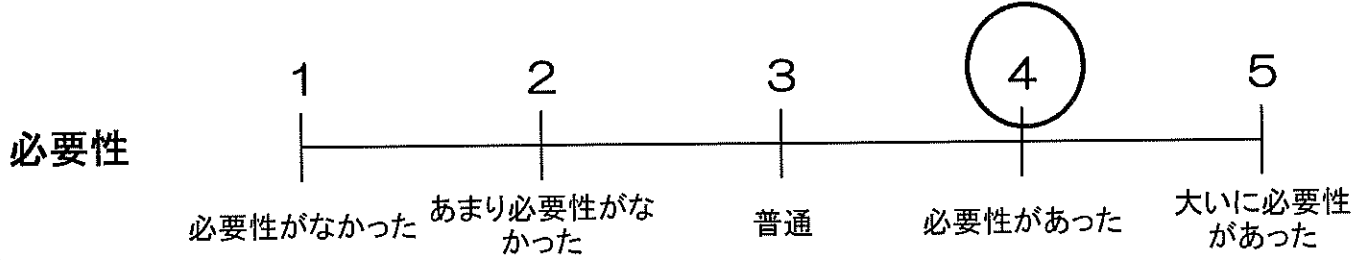 1 2 3 4 5
必要性
必要性がなかった
あまり必要性がな
かった
普通
必要性があった
大いに必要性
があった